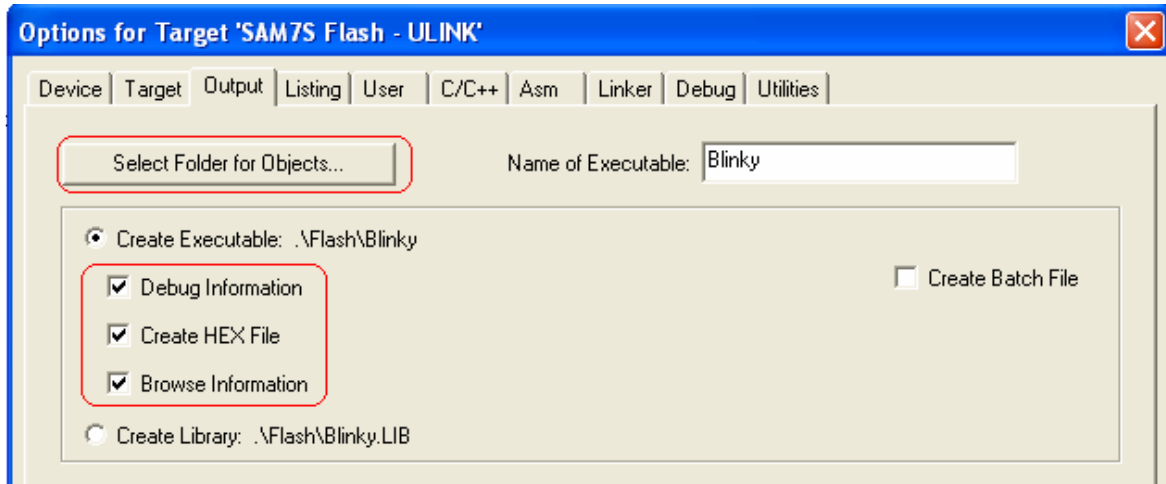 Options for Target 'SAM7S Flash - ULINK'
Device Target Output Listing User C/C++ Asm Linker Debug Utilities
Select Folder for Objects... Name of Executable: Blinky
Create Executable: .\Flash\Blinky
Debug Information Create Batch File
Create HEX File
Browse Information
Create Library: .\Flash\Blinky.LIB